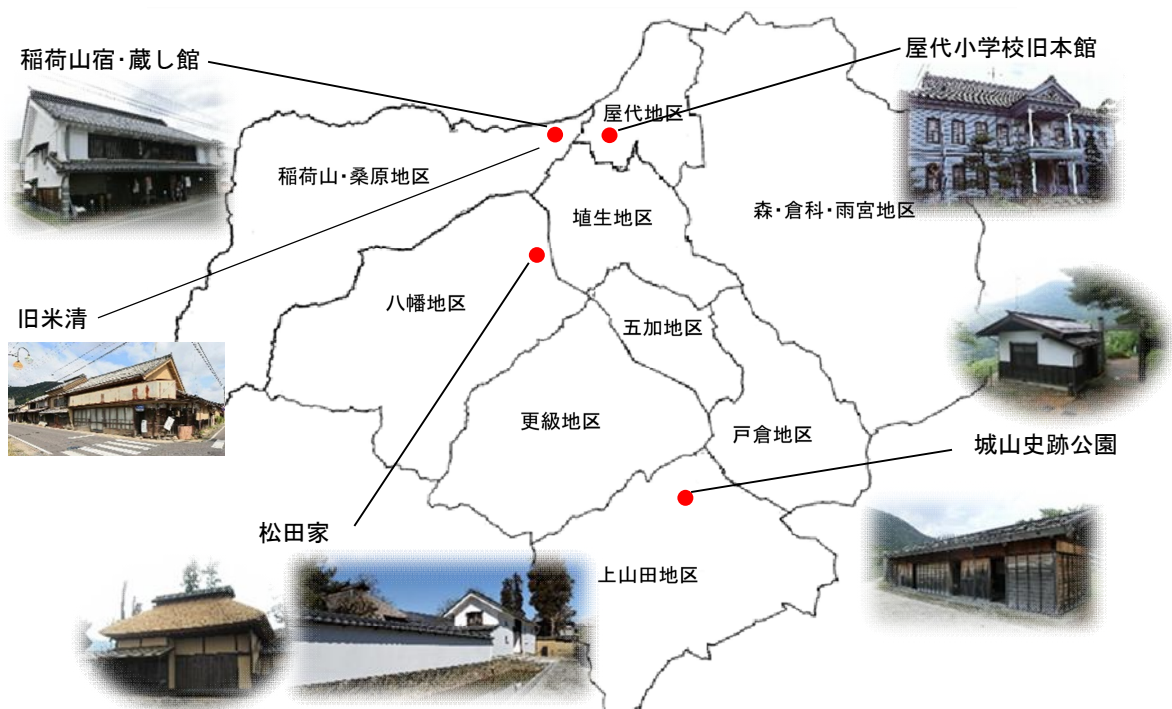 稲荷山宿・蔵し館
屋代小学校旧本館
屋代地区
稲荷山・桑原地区
埴生地区
森・倉科・雨宮地区
八幡地区
旧米清
五加地区
更級地区
戸倉地区
城山史跡公園
松田家
上山田地区